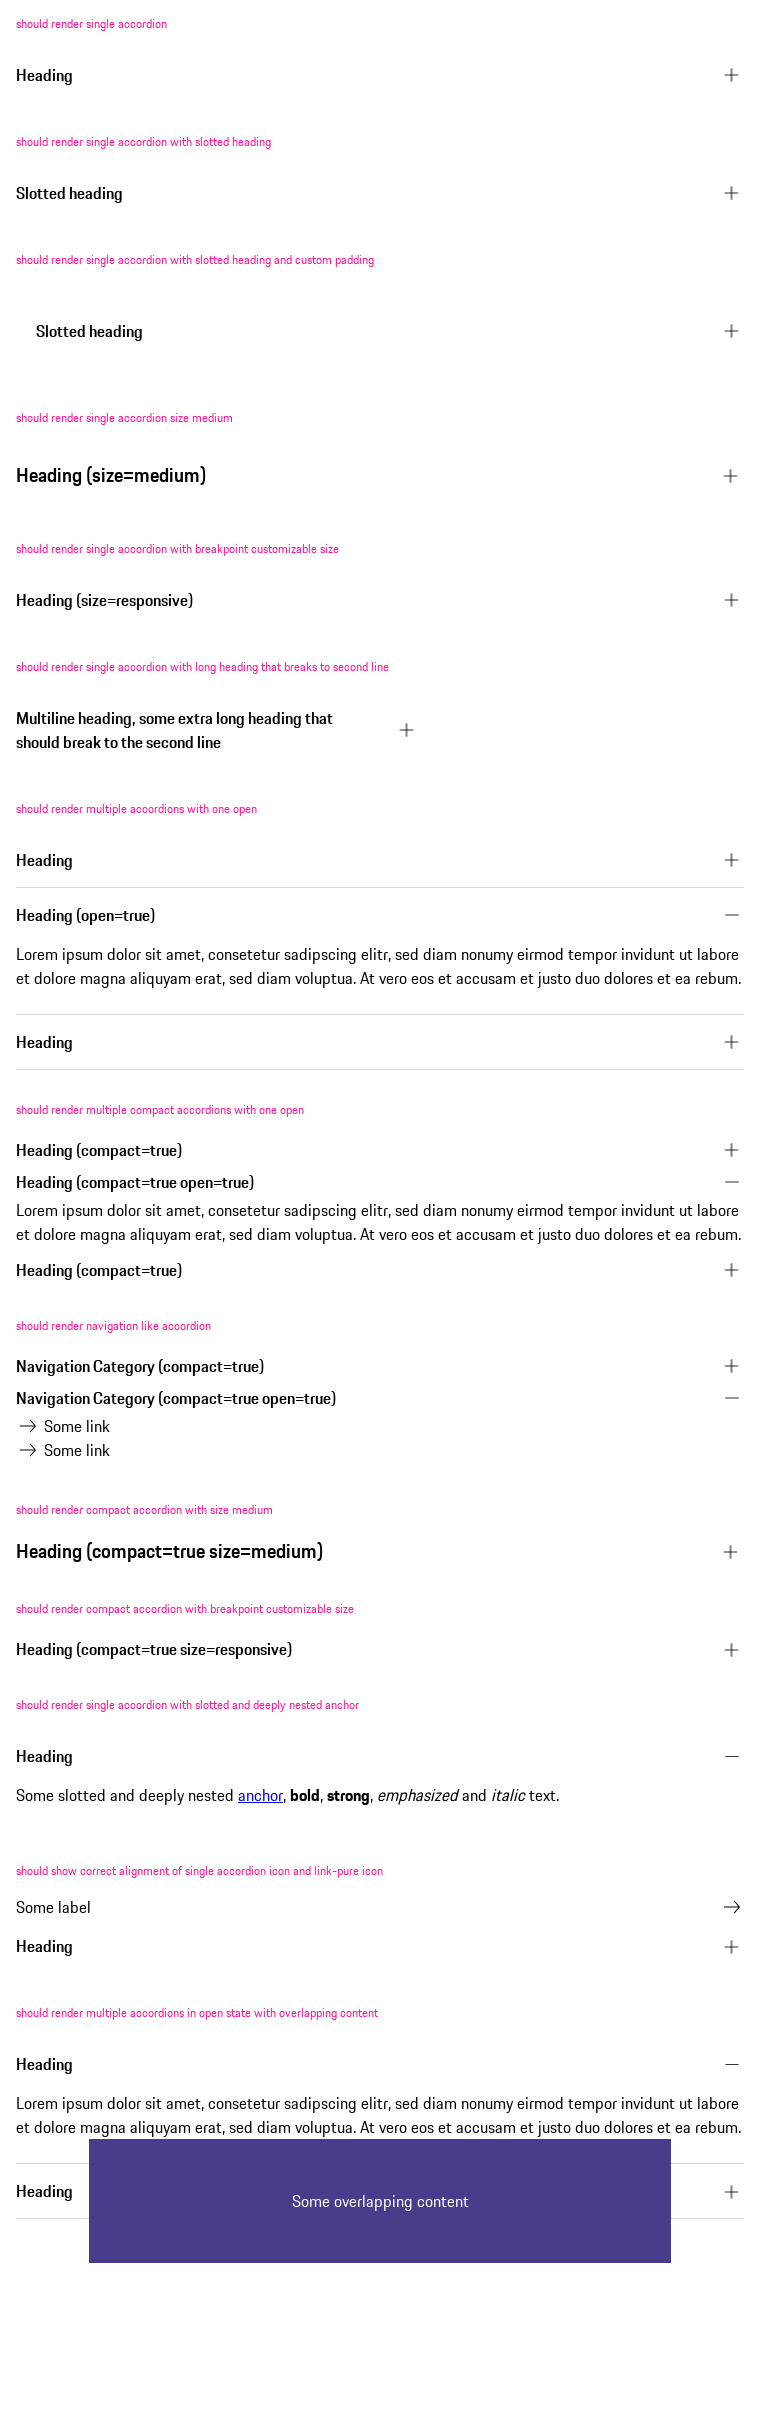 should render single accordion
Heading
should render single accordion with slotted heading
Slotted heading
should render single accordion with slotted heading and custom padding
Slotted heading
should render single accordion size medium
Heading (size=medium)
should render single accordion with breakpoint customizable size
Heading (size=responsive)
should render single accordion with long heading that breaks to second line
Multiline heading, some extra long heading that
should break to the second line
should render multiple accordions with one open
Heading
Heading (open=true)
Lorem ipsum dolor sit amet, consetetur sadipscing elitr, sed diam nonumy eirmod tempor invidunt ut labore
et dolore magna aliquyam erat, sed diam voluptua. At vero eos et accusam et justo duo dolores et ea rebum.
Heading
should render multiple compact accordions with one open
Heading (compact=true)
Heading (compact=true open=true)
Lorem ipsum dolor sit amet, consetetur sadipscing elitr, sed diam nonumy eirmod tempor invidunt ut labore
et dolore magna aliquyam erat, sed diam voluptua. At vero eos et accusam et justo duo dolores et ea rebum.
Heading (compact=true)
should render navigation like accordion
Navigation Category (compact=true)
Navigation Category (compact=true open=true)
Some link
Some link
should render compact accordion with size medium
Heading (compact=true size=medium)
should render compact accordion with breakpoint customizable size
Heading (compact=true size=responsive)
should render single accordion with slotted and deeply nested anchor
Heading
Some slotted and deeply nested anchor, bold, strong, emphasized and italic text.
should show correct alignment of single accordion icon and link-pure icon
Some label
Heading
should render multiple accordions in open state with overlapping content
Heading
Lorem ipsum dolor sit amet, consetetur sadipscing elitr, sed diam nonumy eirmod tempor invidunt ut labore
et dolore magna aliquyam erat, sed diam voluptua. At vero eos et accusam et justo duo dolores et ea rebum.
Heading
Some overlapping content